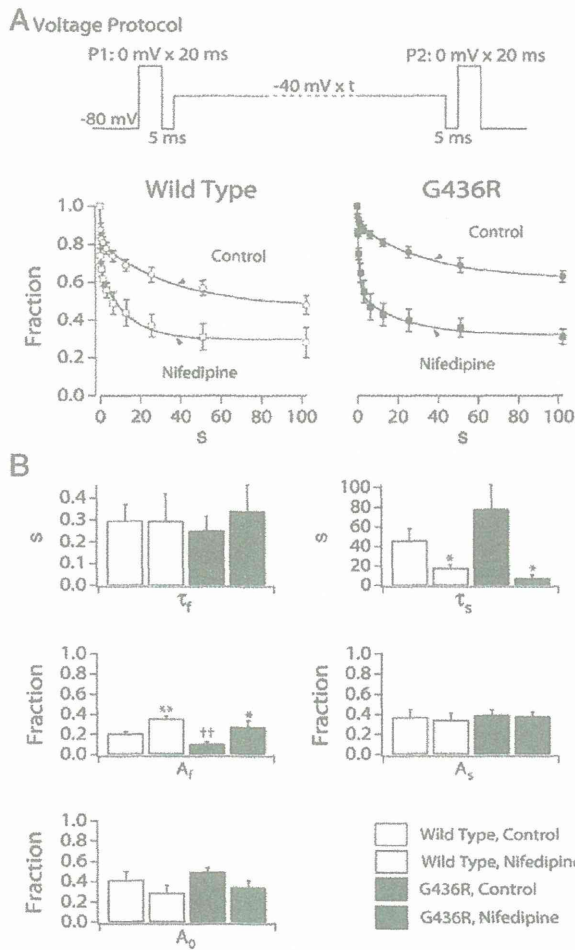 A Voltage Protocol
P1: 0 mV x 20 ms
P2: 0 mV x 20 ms
-40 mV x t
-80 mV
5 ms
5 ms
Wild Type
G436R
1.0
0.8
0.6
0.4
0.2
0.0
Fraction
Control
Nifedipine
0 20 40 60 80 100
s
Control
Nifedipine
0 20 40 60 80 100
s
B
0.4
0.3
0.2
0.1
0.0
s
τf
100
80
60
40
20
0
s
* *
τs
1.0
0.8
0.6
0.4
0.2
0.0
Fraction
** †† *
Af
1.0
0.8
0.6
0.4
0.2
0.0
Fraction
As
1.0
0.8
0.6
0.4
0.2
0.0
Fraction
A0
Wild Type, Control
Wild Type, Nifedipin
G436R, Control
G436R, Nifedipine